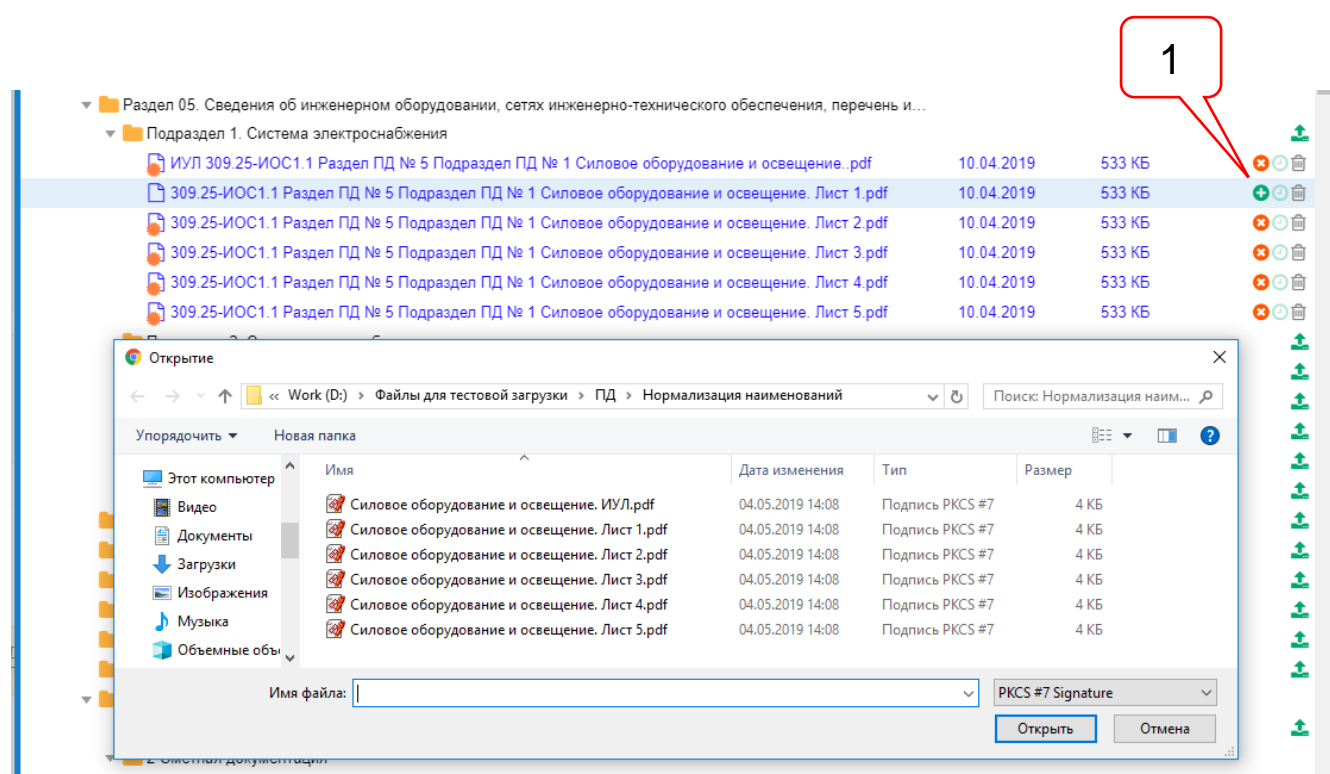 1
Раздел 05. Сведения об инженерном оборудовании, сетях инженерно-технического обеспечения, перечень и...
Подраздел 1. Система электроснабжения
ИУЛ 309.25-ИОС1.1 Раздел ПД № 5 Подраздел ПД № 1 Силовое оборудование и освещение..pdf 10.04.2019 533 КБ
309.25-ИОС1.1 Раздел ПД № 5 Подраздел ПД № 1 Силовое оборудование и освещение. Лист 1.pdf 10.04.2019 533 КБ
309.25-ИОС1.1 Раздел ПД № 5 Подраздел ПД № 1 Силовое оборудование и освещение. Лист 2.pdf 10.04.2019 533 КБ
309.25-ИОС1.1 Раздел ПД № 5 Подраздел ПД № 1 Силовое оборудование и освещение. Лист 3.pdf 10.04.2019 533 КБ
309.25-ИОС1.1 Раздел ПД № 5 Подраздел ПД № 1 Силовое оборудование и освещение. Лист 4.pdf 10.04.2019 533 КБ
309.25-ИОС1.1 Раздел ПД № 5 Подраздел ПД № 1 Силовое оборудование и освещение. Лист 5.pdf 10.04.2019 533 КБ
Открытие
« Work (D:) › Файлы для тестовой загрузки › ПД › Нормализация наименований Поиск: Нормализация наим...
Упорядочить Новая папка
Имя Дата изменения Тип Размер
Этот компьютер
Видео
Документы
Загрузки
Изображения
Музыка
Объемные объ
Силовое оборудование и освещение. ИУЛ.pdf 04.05.2019 14:08 Подпись PKCS #7 4 КБ
Силовое оборудование и освещение. Лист 1.pdf 04.05.2019 14:08 Подпись PKCS #7 4 КБ
Силовое оборудование и освещение. Лист 2.pdf 04.05.2019 14:08 Подпись PKCS #7 4 КБ
Силовое оборудование и освещение. Лист 3.pdf 04.05.2019 14:08 Подпись PKCS #7 4 КБ
Силовое оборудование и освещение. Лист 4.pdf 04.05.2019 14:08 Подпись PKCS #7 4 КБ
Силовое оборудование и освещение. Лист 5.pdf 04.05.2019 14:08 Подпись PKCS #7 4 КБ
Имя файла: PKCS #7 Signature
Открыть Отмена
2 Сметная документация